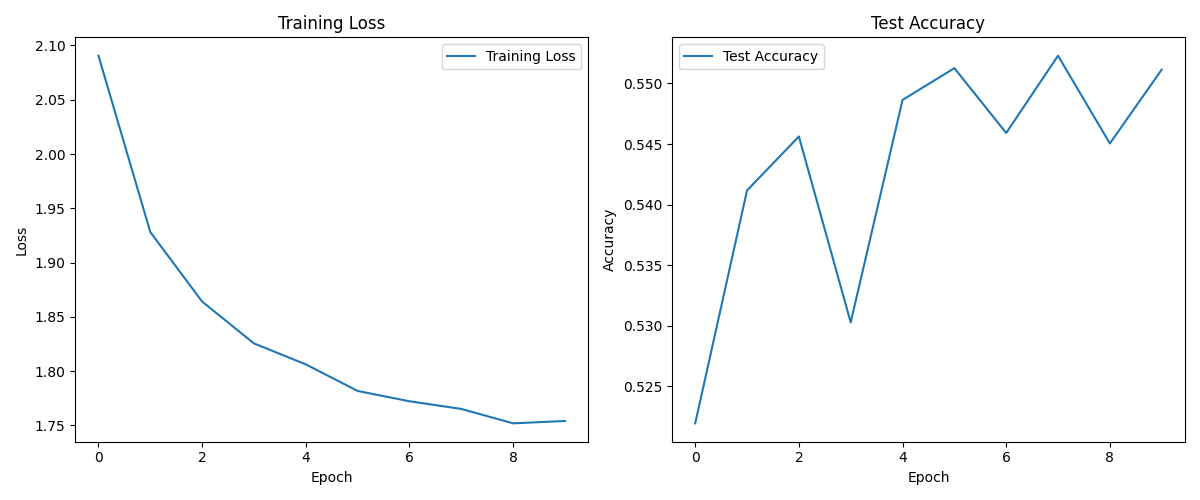 Training Loss
Training Loss
2.10
2.05
2.00
1.95
1.90
1.85
1.80
1.75
Loss
0 2 4 6 8
Epoch
Test Accuracy
Test Accuracy
0.550
0.545
0.540
0.535
0.530
0.525
Accuracy
0 2 4 6 8
Epoch